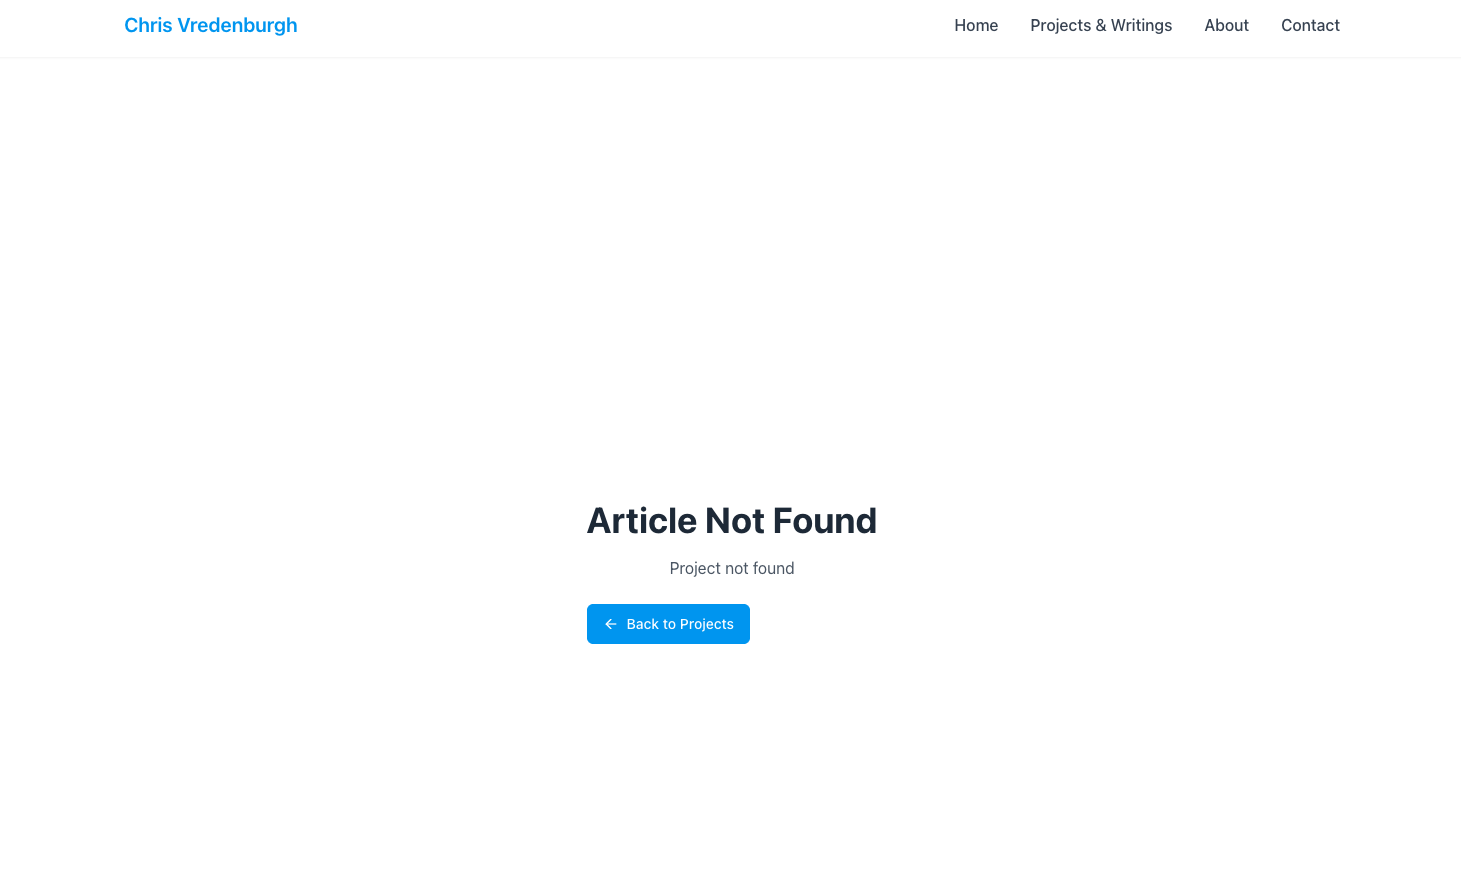 Chris Vredenburgh
Home Projects & Writings About Contact
Article Not Found
Project not found
Back to Projects